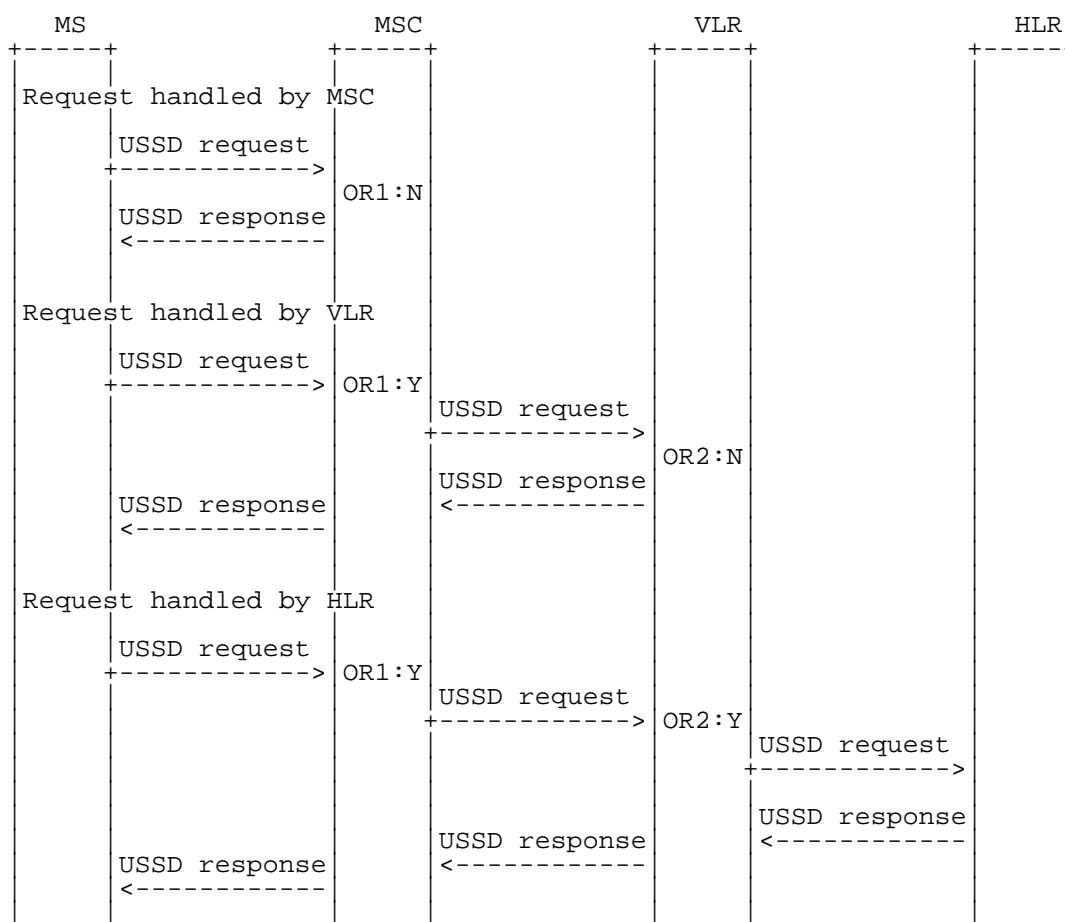 MS MSC VLR HLR
Request handled by MSC
USSD request
OR1:N
USSD response
Request handled by VLR
USSD request
OR1:Y
USSD request
OR2:N
USSD response
USSD response
Request handled by HLR
USSD request
OR1:Y
USSD request
OR2:Y
USSD request
USSD response
USSD response
USSD response